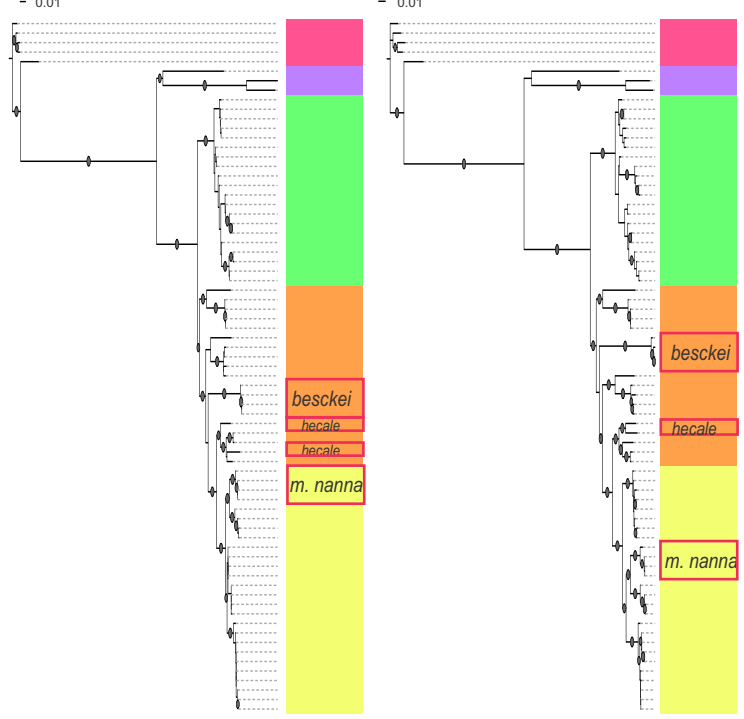 0.01
0.01
besckei
hecale
hecale
m. nanna
besckei
hecale
m. nanna